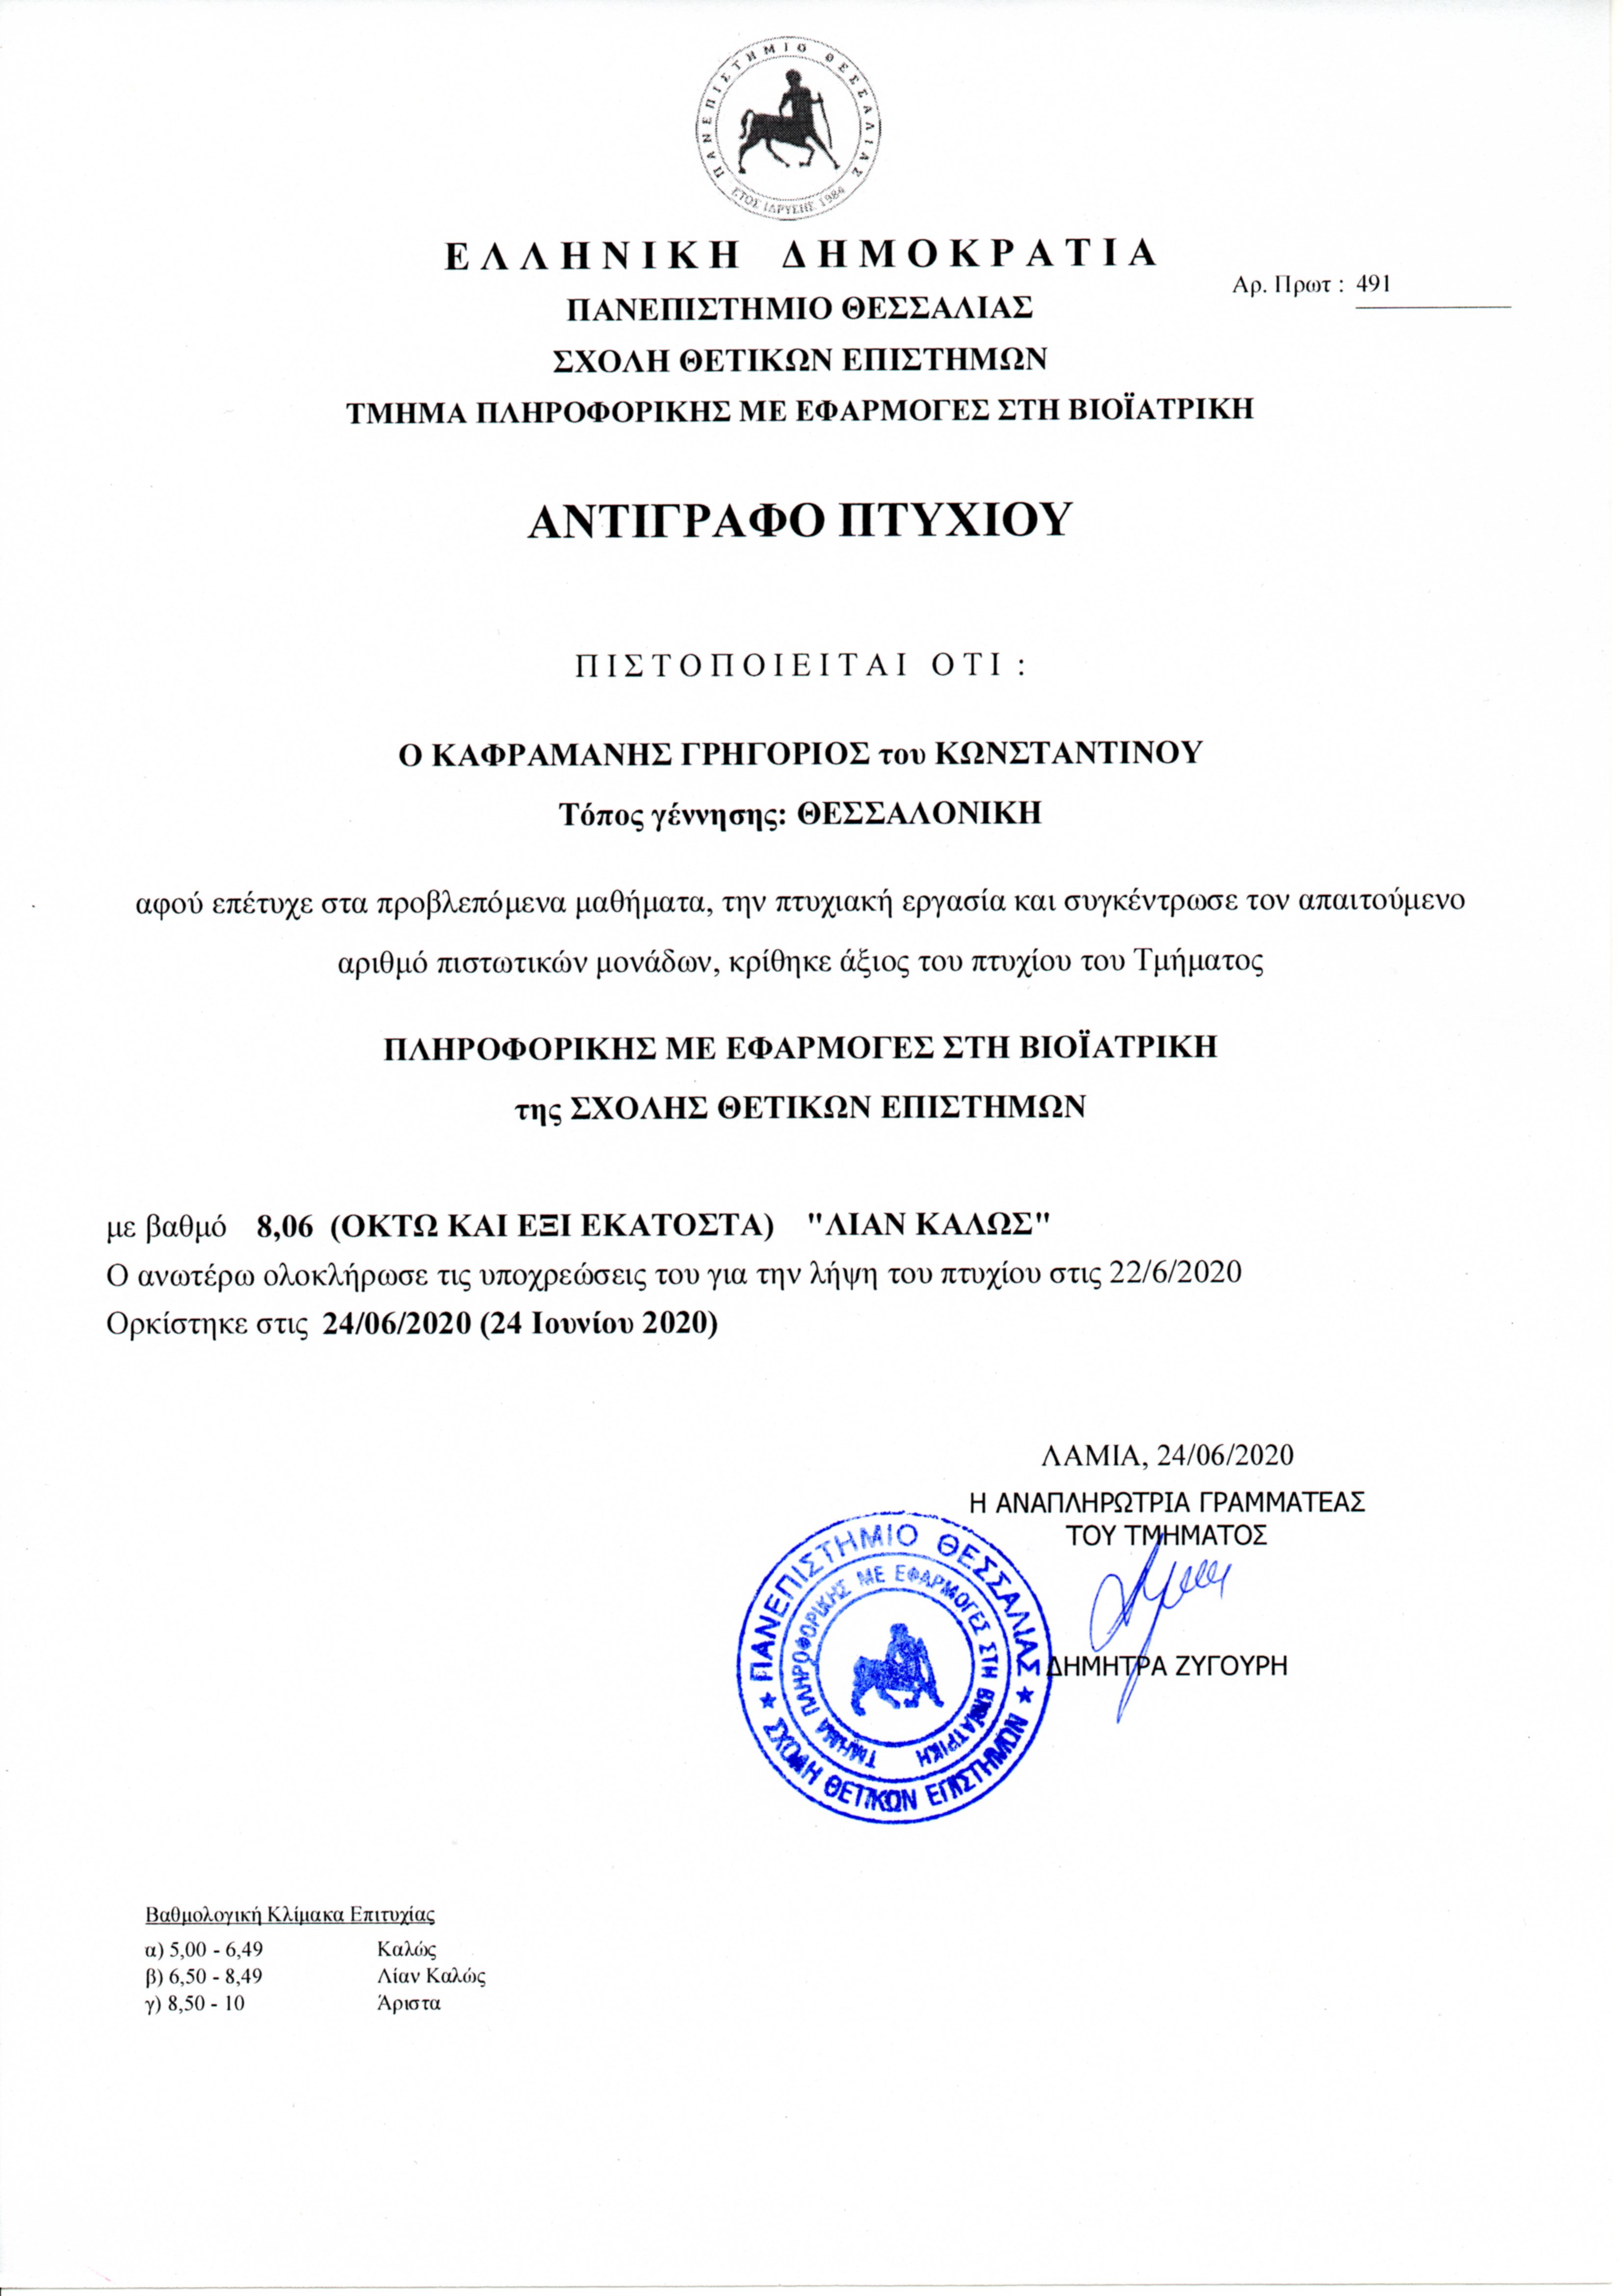 ΠΑΝΕΠΙΣΤΗΜΙΟ ΘΕΣΣΑΛΙΑΣ
ΕΤΟΣ ΙΔΡΥΣΗΣ 1984
ΕΛΛΗΝΙΚΗ ΔΗΜΟΚΡΑΤΙΑ
Αρ. Πρωτ : 491
ΠΑΝΕΠΙΣΤΗΜΙΟ ΘΕΣΣΑΛΙΑΣ
ΣΧΟΛΗ ΘΕΤΙΚΩΝ ΕΠΙΣΤΗΜΩΝ
ΤΜΗΜΑ ΠΛΗΡΟΦΟΡΙΚΗΣ ΜΕ ΕΦΑΡΜΟΓΕΣ ΣΤΗ ΒΙΟΪΑΤΡΙΚΗ
ΑΝΤΙΓΡΑΦΟ ΠΤΥΧΙΟΥ
ΠΙΣΤΟΠΟΙΕΙΤΑΙ ΟΤΙ :
Ο ΚΑΦΡΑΜΑΝΗΣ ΓΡΗΓΟΡΙΟΣ του ΚΩΝΣΤΑΝΤΙΝΟΥ
Τόπος γέννησης: ΘΕΣΣΑΛΟΝΙΚΗ
αφού επέτυχε στα προβλεπόμενα μαθήματα, την πτυχιακή εργασία και συγκέντρωσε τον απαιτούμενο
αριθμό πιστωτικών μονάδων, κρίθηκε άξιος του πτυχίου του Τμήματος
ΠΛΗΡΟΦΟΡΙΚΗΣ ΜΕ ΕΦΑΡΜΟΓΕΣ ΣΤΗ ΒΙΟΪΑΤΡΙΚΗ
της ΣΧΟΛΗΣ ΘΕΤΙΚΩΝ ΕΠΙΣΤΗΜΩΝ
με βαθμό 8,06 (ΟΚΤΩ ΚΑΙ ΕΞΙ ΕΚΑΤΟΣΤΑ) "ΛΙΑΝ ΚΑΛΩΣ"
Ο ανωτέρω ολοκλήρωσε τις υποχρεώσεις του για την λήψη του πτυχίου στις 22/6/2020
Ορκίστηκε στις 24/06/2020 (24 Ιουνίου 2020)
ΛΑΜΙΑ, 24/06/2020
Η ΑΝΑΠΛΗΡΩΤΡΙΑ ΓΡΑΜΜΑΤΕΑΣ
ΤΟΥ ΤΜΗΜΑΤΟΣ
ΔΗΜΗΤΡΑ ΖΥΓΟΥΡΗ
ΠΑΝΕΠΙΣΤΗΜΙΟ ΘΕΣΣΑΛΙΑΣ
ΣΧΟΛΗ ΘΕΤΙΚΩΝ ΕΠΙΣΤΗΜΩΝ
ΤΜΗΜΑ ΠΛΗΡΟΦΟΡΙΚΗΣ ΜΕ ΕΦΑΡΜΟΓΕΣ ΣΤΗ ΒΙΟΪΑΤΡΙΚΗ
Βαθμολογική Κλίμακα Επιτυχίας
α) 5,00 - 6,49 Καλώς
β) 6,50 - 8,49 Λίαν Καλώς
γ) 8,50 - 10 Άριστα